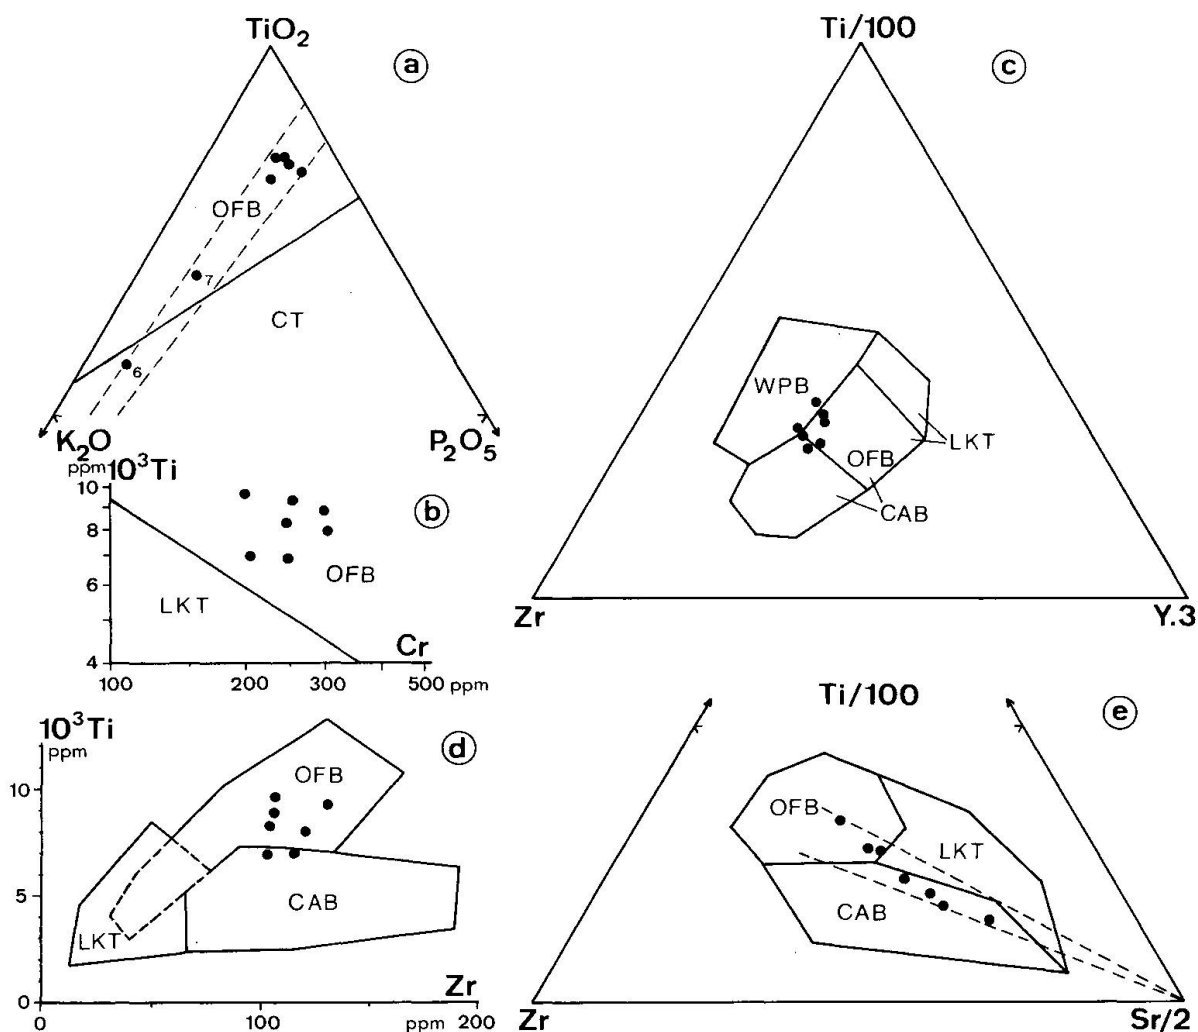 TiO₂
a
OFB
7
CT
6
K₂O
P₂O₅
ppm 10³Ti
b
10
8
6
4
OFB
LKT
Cr
100
200
300
500 ppm
Ti/100
c
WPB
LKT
OFB
CAB
Zr
Y.3
10³Ti
ppm
d
OFB
10
5
CAB
LKT
0
Zr
0
100
ppm
200
Ti/100
e
OFB
LKT
CAB
Zr
Sr/2